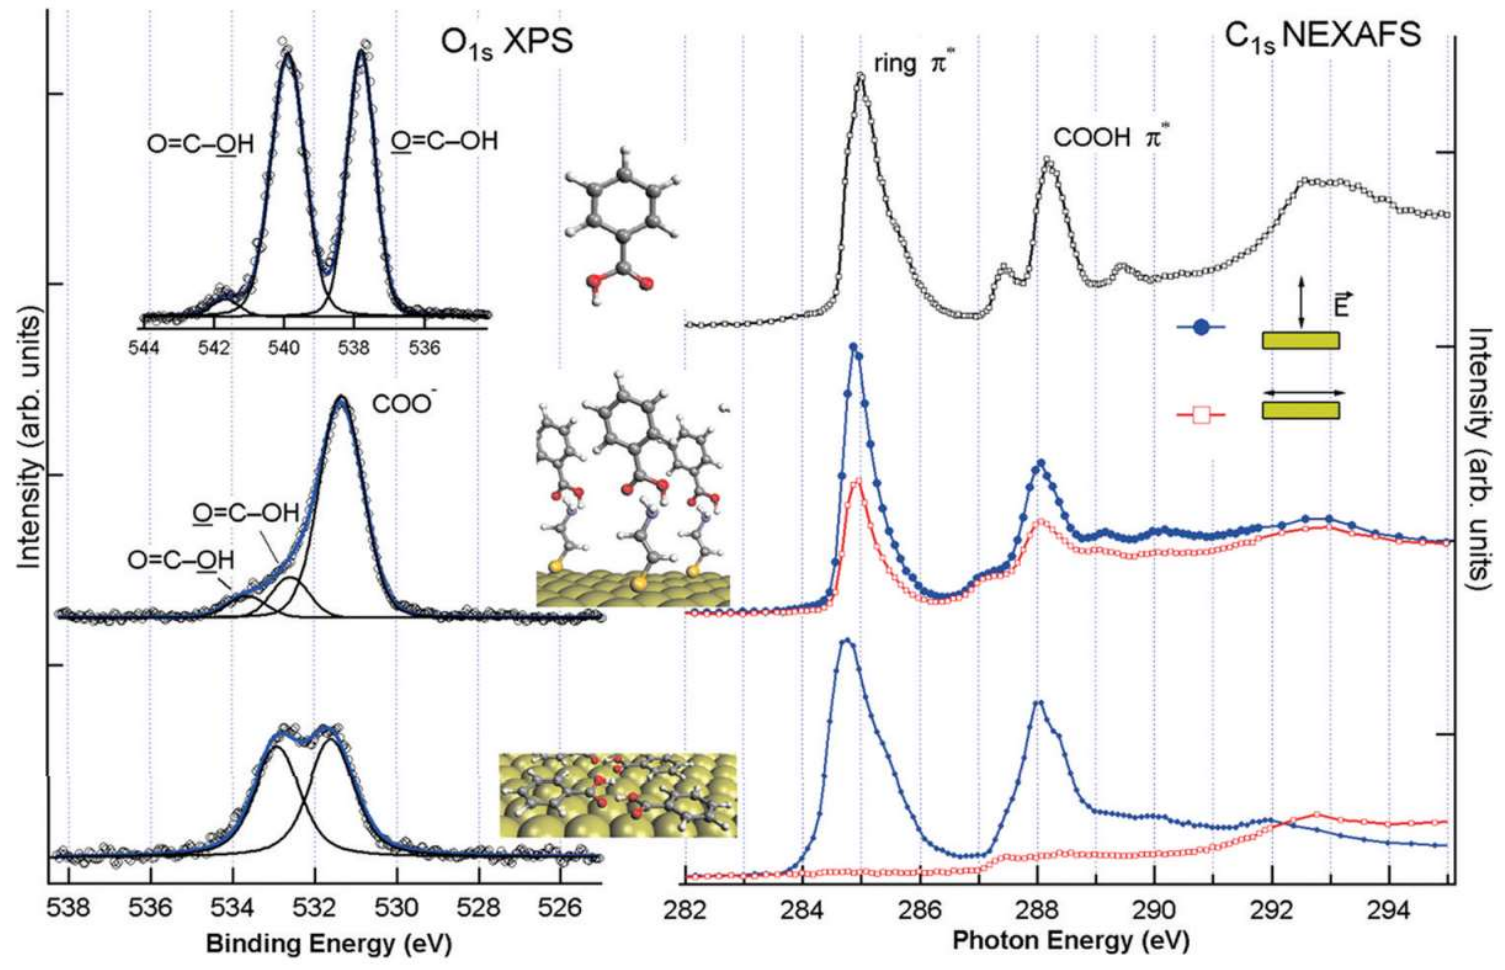 O1s XPS
C1s NEXAFS
ring π*
COOH π*
O=C–OH
O=C–OH
E
544 542 540 538 536
COO-
O=C–OH
O=C–OH
Intensity (arb. units)
Intensity (arb. units)
538 536 534 532 530 528 526
282 284 286 288 290 292 294
Binding Energy (eV)
Photon Energy (eV)